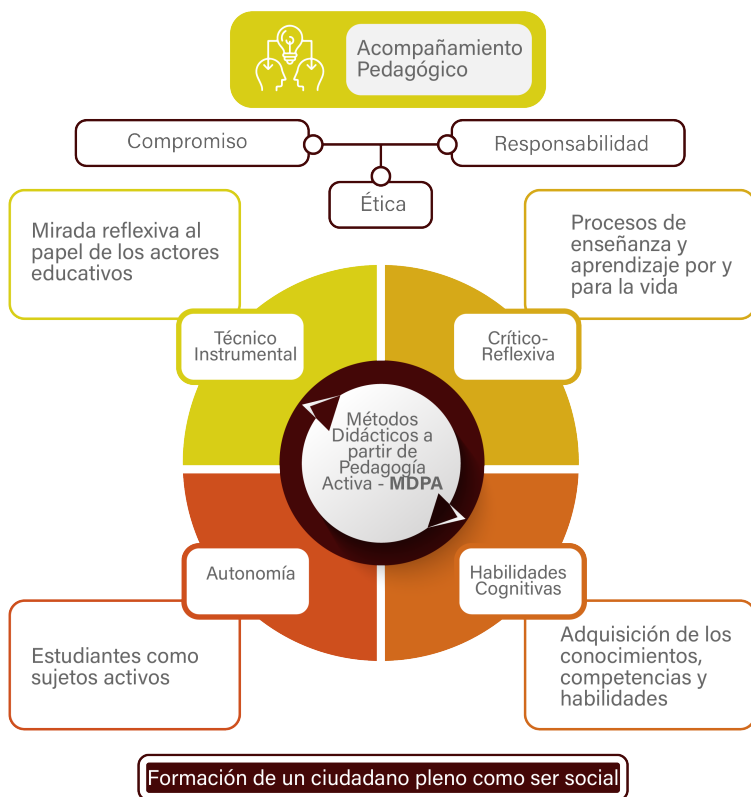 Acompañamiento
Pedagógico
Compromiso
Responsabilidad
Ética
Mirada reflexiva al
papel de los actores
educativos
Procesos de
enseñanza y
aprendizaje por y
para la vida
Técnico
Instrumental
Crítico-
Reflexiva
Métodos
Didácticos a
partir de
Pedagogía
Activa - MDPA
Autonomía
Habilidades
Cognitivas
Estudiantes como
sujetos activos
Adquisición de los
conocimientos,
competencias y
habilidades
Formación de un ciudadano pleno como ser social